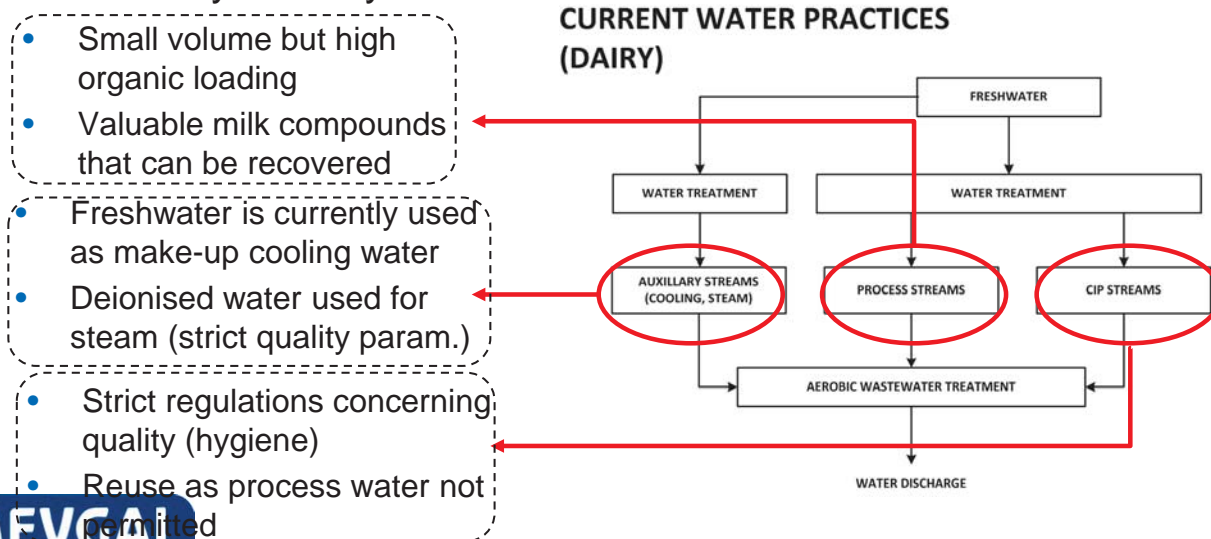 • Small volume but high
organic loading
• Valuable milk compounds
that can be recovered
• Freshwater is currently used
as make-up cooling water
• Deionised water used for
steam (strict quality param.)
• Strict regulations concerning
quality (hygiene)
• Reuse as process water not
permitted
CURRENT WATER PRACTICES
(DAIRY)
FRESHWATER
WATER TREATMENT
WATER TREATMENT
AUXILLARY STREAMS
(COOLING, STEAM)
PROCESS STREAMS
CIP STREAMS
AEROBIC WASTEWATER TREATMENT
WATER DISCHARGE